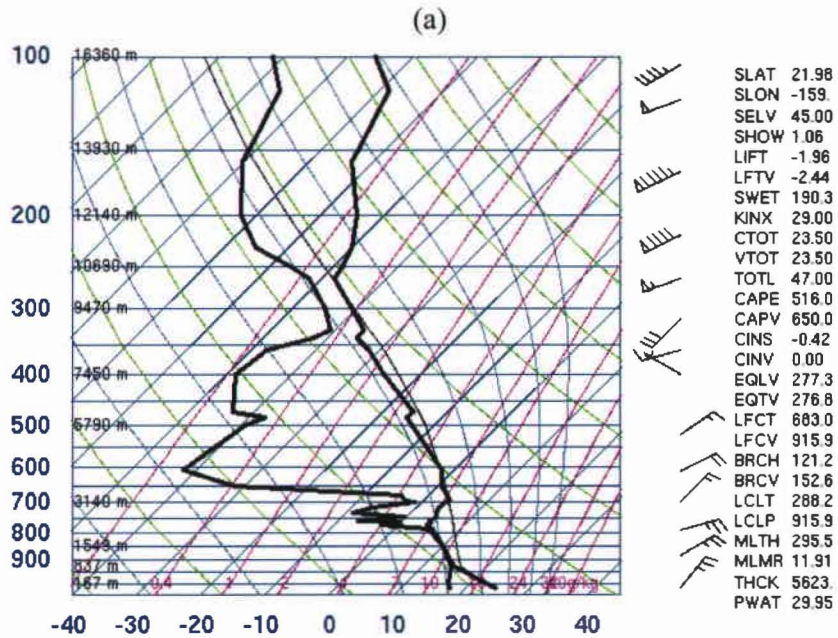 (a)
100
16360 m
13930 m
200
12140 m
10690 m
300
9470 m
400
7450 m
500
5790 m
600
700
3140 m
800
1549 m
900
837 m
167 m
0.4 1 2 4 7 10 24 g/kg
-40 -30 -20 -10 0 10 20 30 40
SLAT 21.98
SLON -159.
SELV 45.00
SHOW 1.06
LIFT -1.96
LFTV -2.44
SWET 190.3
KINX 29.00
CTOT 23.50
VTOT 23.50
TOTL 47.00
CAPE 516.0
CAPV 650.0
CINS -0.42
CINV 0.00
EQLV 277.3
EQTV 276.8
LFCT 683.0
LFCV 915.9
BRCH 121.2
BRCV 152.6
LCLT 288.2
LCLP 915.9
MLTH 295.5
MLMR 11.91
THCK 5623.
PWAT 29.95